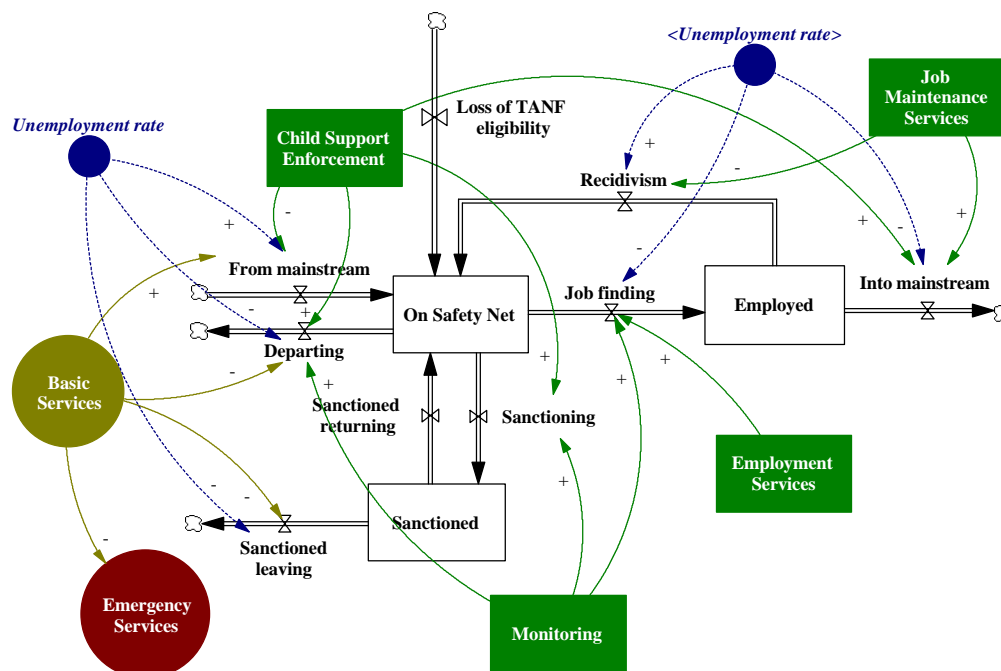 <Unemployment rate>
Job
Maintenance
Services
Loss of TANF
eligibility
Unemployment rate
Child Support
Enforcement
+
-
Recidivism
-
+
+
-
+
-
From mainstream
Job finding
Into mainstream
+
-
+
On Safety Net
Employed
Departing
Basic
Services
-
+
+
+
+
Sanctioned
returning
Sanctioning
Employment
Services
+
-
-
Sanctioned
-
Sanctioned
leaving
Emergency
Services
Monitoring